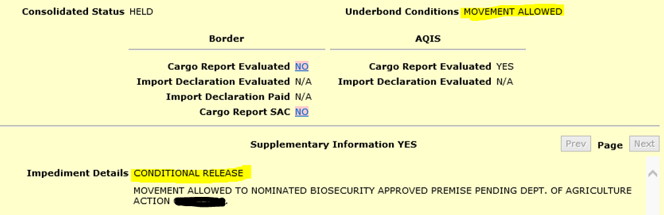 Consolidated Status HELD Underbond Conditions MOVEMENT ALLOWED
Border AQIS
Cargo Report Evaluated NO Cargo Report Evaluated YES
Import Declaration Evaluated N/A Import Declaration Evaluated N/A
Import Declaration Paid N/A
Cargo Report SAC NO
Supplementary Information YES Prev Page Next
Impediment Details CONDITIONAL RELEASE
MOVEMENT ALLOWED TO NOMINATED BIOSECURITY APPROVED PREMISE PENDING DEPT. OF AGRICULTURE
ACTION .